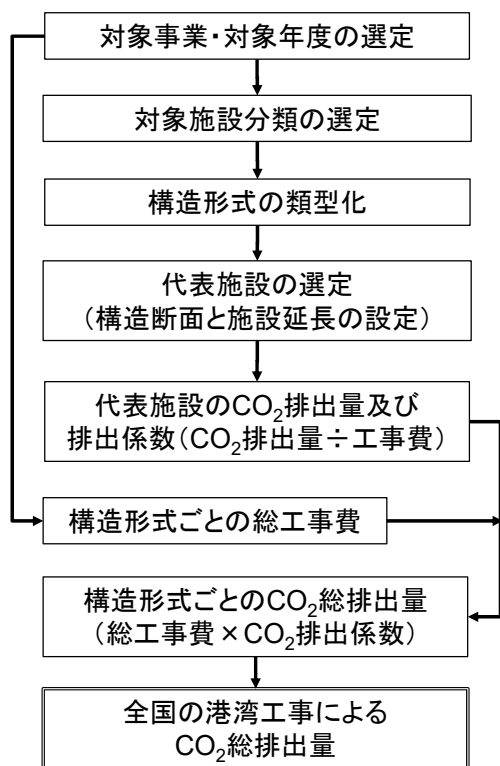 対象事業・対象年度の選定
対象施設分類の選定
構造形式の類型化
代表施設の選定
（構造断面と施設延長の設定）
代表施設のCO₂排出量及び
排出係数（CO₂排出量÷工事費）
構造形式ごとの総工事費
構造形式ごとのCO₂総排出量
（総工事費×CO₂排出係数）
全国の港湾工事による
CO₂総排出量